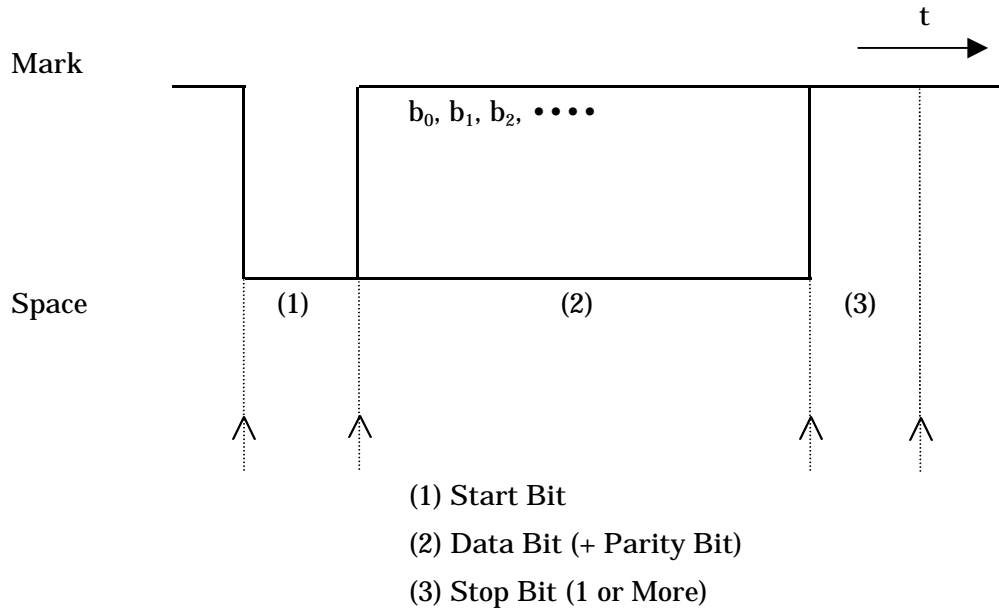 t
Mark
b₀, b₁, b₂, ••••
Space
(1)
(2)
(3)
(1) Start Bit
(2) Data Bit (+ Parity Bit)
(3) Stop Bit (1 or More)